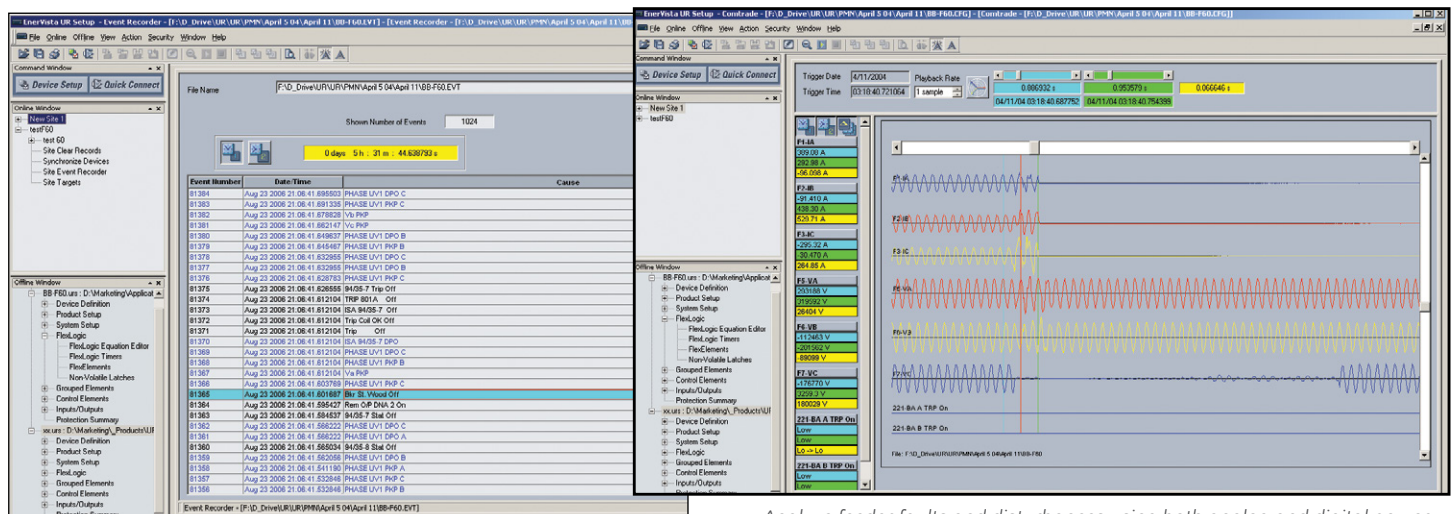 EnerVista UR Setup - Event Recorder - [F:\D_Drive\UR\UR\PMN\April 5 04\April 11\BB-F60.EVT] - [Event Recorder - [F:\D_Drive\UR\UR\PMN\April 5 04\April 11\BB
File Online Offline View Action Security Window Help
Command Window
Device Setup Quick Connect
Online Window
New Site 1
testF60
test 60
Site Clear Records
Synchronize Devices
Site Event Recorder
Site Targets
Offline Window
BB-F60.urs : D:\Marketing\Applicat
Device Definition
Product Setup
System Setup
FlexLogic
FlexLogic Equation Editor
FlexLogic Timers
FlexElements
Non-Volatile Latches
Grouped Elements
Control Elements
Inputs/Outputs
Protection Summary
xx.urs : D:\Marketing\_Products\UF
Device Definition
Product Setup
System Setup
FlexLogic
Grouped Elements
Control Elements
Inputs/Outputs
Protection Summary
File Name F:\D_Drive\UR\UR\PMN\April 5 04\April 11\BB-F60.EVT
Shown Number of Events 1024
0 days 5 h : 31 m : 44.638793 s
Event Number Date/Time Cause
81384 Aug 23 2006 21:06:41.695503 PHASE UV1 DPO C
81383 Aug 23 2006 21:06:41.691335 PHASE UV1 PKP C
81382 Aug 23 2006 21:06:41.678828 Vb PKP
81381 Aug 23 2006 21:06:41.662147 Vc PKP
81380 Aug 23 2006 21:06:41.649637 PHASE UV1 DPO B
81379 Aug 23 2006 21:06:41.645467 PHASE UV1 PKP B
81378 Aug 23 2006 21:06:41.632955 PHASE UV1 DPO C
81377 Aug 23 2006 21:06:41.632955 PHASE UV1 DPO B
81376 Aug 23 2006 21:06:41.628783 PHASE UV1 PKP C
81375 Aug 23 2006 21:06:41.626555 94/35-7 Trip Off
81374 Aug 23 2006 21:06:41.612104 TRIP 801A Off
81373 Aug 23 2006 21:06:41.612104 ISA 94/35-7 Off
81372 Aug 23 2006 21:06:41.612104 Trip Coil OK Off
81371 Aug 23 2006 21:06:41.612104 Trip Off
81370 Aug 23 2006 21:06:41.612104 ISA 94/35-7 DPO
81369 Aug 23 2006 21:06:41.612104 PHASE UV1 DPO C
81368 Aug 23 2006 21:06:41.612104 PHASE UV1 PKP B
81367 Aug 23 2006 21:06:41.612104 Va PKP
81366 Aug 23 2006 21:06:41.603769 PHASE UV1 PKP C
81365 Aug 23 2006 21:06:41.601687 Bkr St. Wood Off
81364 Aug 23 2006 21:06:41.595427 Rem O/P DNA 2 On
81363 Aug 23 2006 21:06:41.584537 94/35-7 Stat Off
81362 Aug 23 2006 21:06:41.566222 PHASE UV1 DPO C
81361 Aug 23 2006 21:06:41.566222 PHASE UV1 DPO A
81360 Aug 23 2006 21:06:41.565034 94/35-8 Stat Off
81359 Aug 23 2006 21:06:41.562056 PHASE UV1 DPO B
81358 Aug 23 2006 21:06:41.541190 PHASE UV1 PKP A
81357 Aug 23 2006 21:06:41.532846 PHASE UV1 PKP C
81356 Aug 23 2006 21:06:41.532846 PHASE UV1 PKP B
Event Recorder - [F:\D_Drive\UR\UR\PMN\April 5 04\April 11\BB-F60.EVT]
EnerVista UR Setup - Comtrade - [F:\D_Drive\UR\UR\PMN\April 5 04\April 11\BB-F60.CFG] - [Comtrade - [F:\D_Drive\UR\UR\PMN\April 5 04\April 11\BB-F60.CFG]]
File Online Offline View Action Security Window Help
Command Window
Device Setup Quick Connect
Online Window
New Site 1
testF60
Offline Window
BB-F60.urs : D:\Marketing\Applicat
Device Definition
Product Setup
System Setup
FlexLogic
FlexLogic Equation Editor
FlexLogic Timers
FlexElements
Non-Volatile Latches
Grouped Elements
Control Elements
Inputs/Outputs
Protection Summary
xx.urs : D:\Marketing\_Products\UF
Device Definition
Product Setup
System Setup
FlexLogic
Grouped Elements
Control Elements
Inputs/Outputs
Trigger Date 4/11/2004 Playback Rate
Trigger Time 03:18:40.721064 1 sample
0.886932 s 0.953579 s 0.066646 s
04/11/04 03:18:40.687752 04/11/04 03:18:40.754399
F1-IA
389.08 A
292.98 A
-96.098 A
F2-IB
-91.410 A
438.30 A
529.71 A
F3-IC
-295.32 A
-30.470 A
264.85 A
F5-VA
293188 V
319592 V
26404 V
F6-VB
-112463 V
-201562 V
-89099 V
F7-VC
-176770 V
3259.3 V
180029 V
221-BA A TRP On
Low
Low
Lo -> Lo
221-BA B TRP On
Low
Low
F1-IA
F2-IB
F3-IC
F5-VA
F6-VB
F7-VC
221-BA A TRP On
221-BA B TRP On
File: F:\D_Drive\UR\UR\PMN\April 5 04\April 11\BB-F60